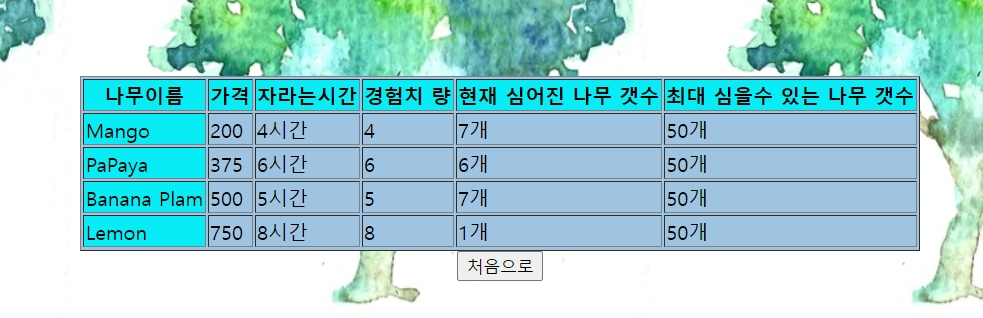 나무이름 가격 자라는시간 경험치 량 현재 심어진 나무 갯수 최대 심을수 있는 나무 갯수
Mango 200 4시간 4 7개 50개
PaPaya 375 6시간 6 6개 50개
Banana Plam 500 5시간 5 7개 50개
Lemon 750 8시간 8 1개 50개
처음으로